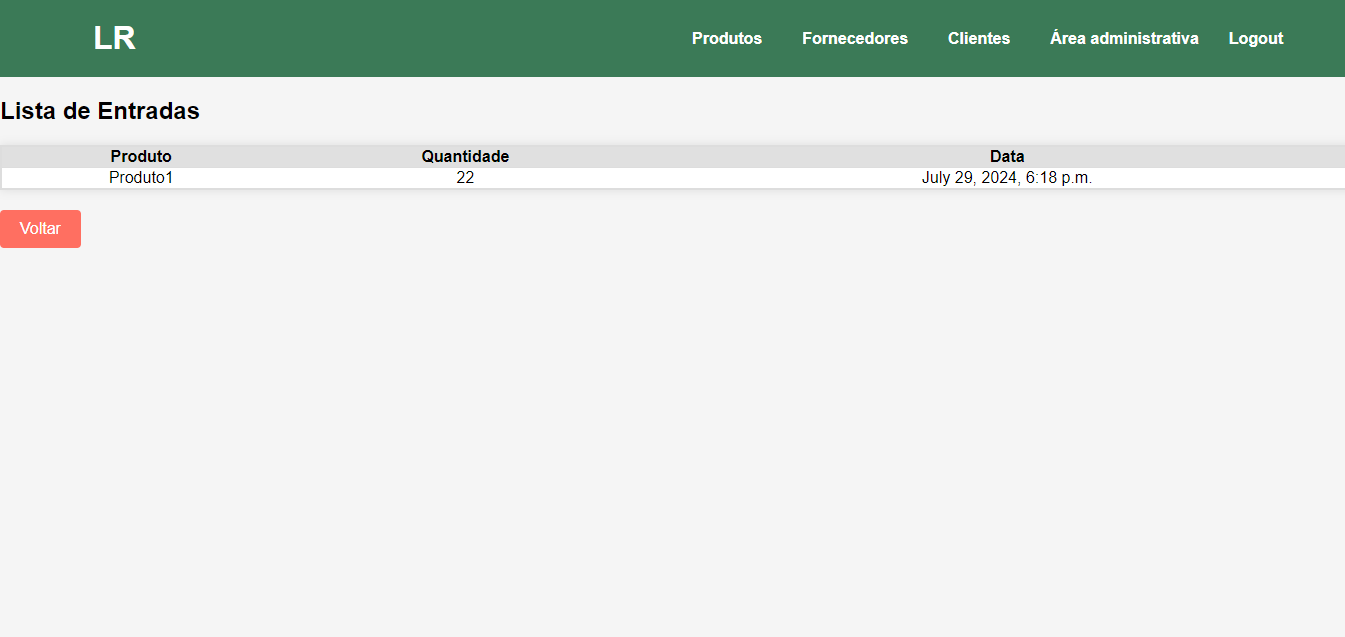 LR Produtos Fornecedores Clientes Área administrativa Logout
Lista de Entradas
Produto Quantidade Data
Produto1 22 July 29, 2024, 6:18 p.m.
Voltar